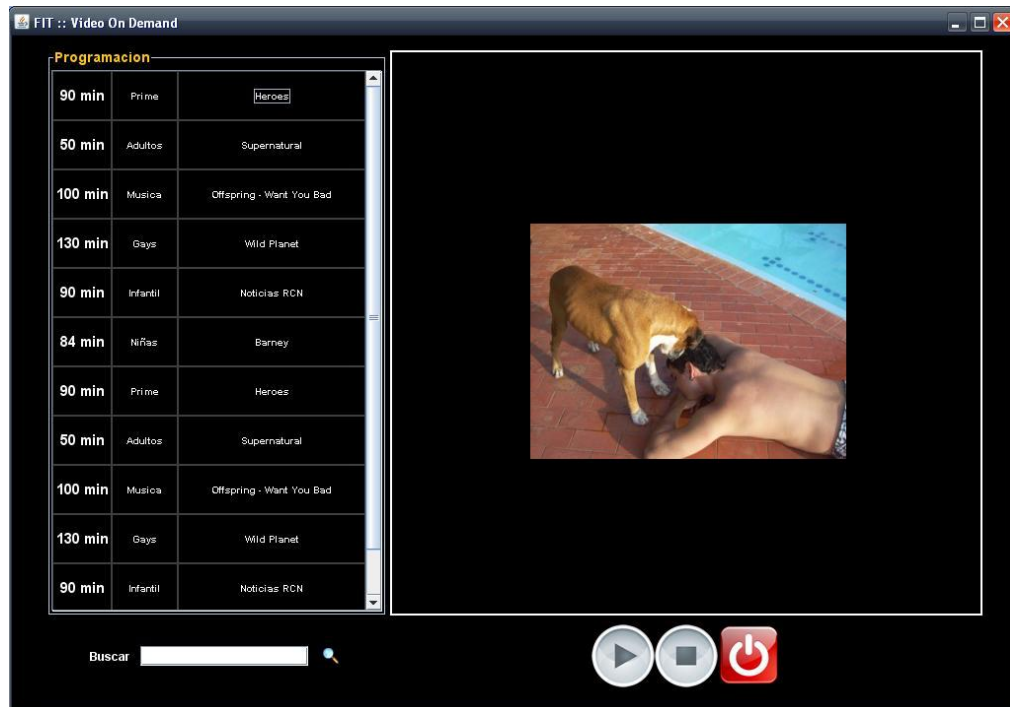 FIT :: Video On Demand
Programacion
90 min Prime Heroes
50 min Adultos Supernatural
100 min Musica Offspring - Want You Bad
130 min Gays Wild Planet
90 min Infantil Noticias RCN
84 min Niñas Barney
90 min Prime Heroes
50 min Adultos Supernatural
100 min Musica Offspring - Want You Bad
130 min Gays Wild Planet
90 min Infantil Noticias RCN
Buscar